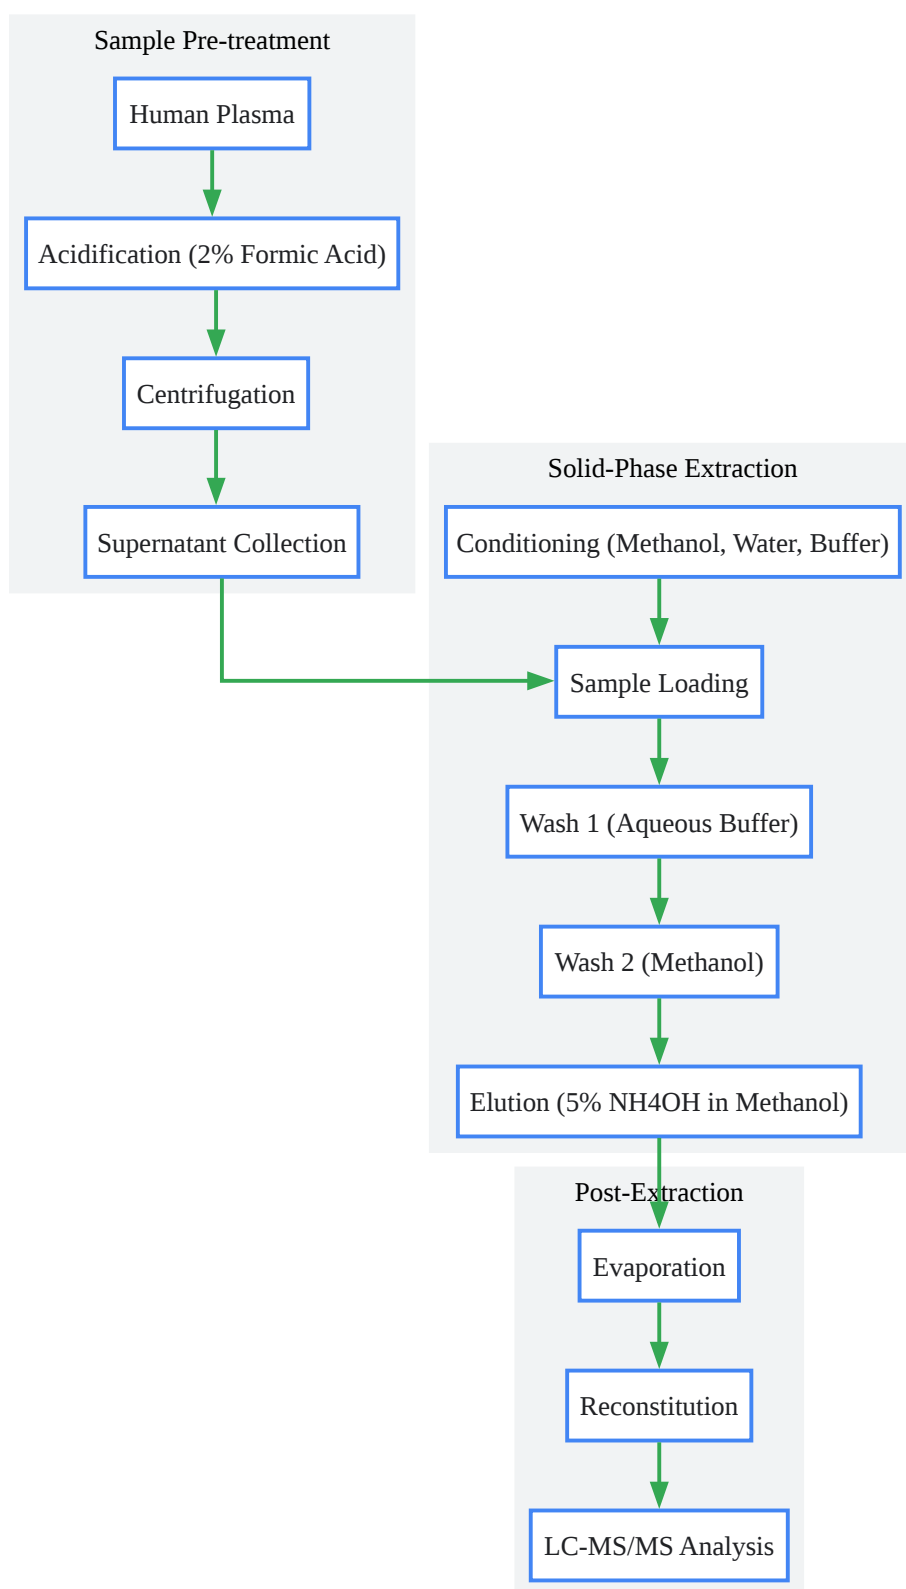 Sample Pre-treatment
Human Plasma
Acidification (2% Formic Acid)
Centrifugation
Supernatant Collection
Solid-Phase Extraction
Conditioning (Methanol, Water, Buffer)
Sample Loading
Wash 1 (Aqueous Buffer)
Wash 2 (Methanol)
Elution (5% NH4OH in Methanol)
Post-Extraction
Evaporation
Reconstitution
LC-MS/MS Analysis